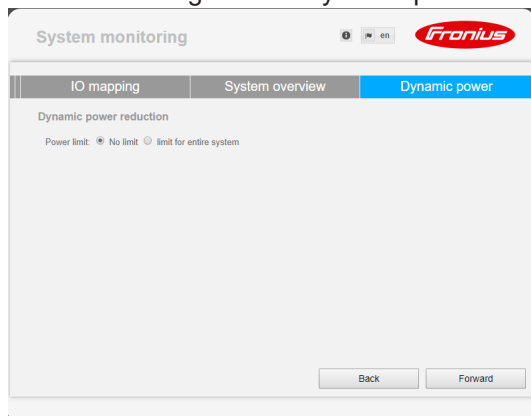 System monitoring en Fronius
IO mapping System overview Dynamic power
Dynamic power reduction
Power limit: No limit limit for entire system
Back Forward